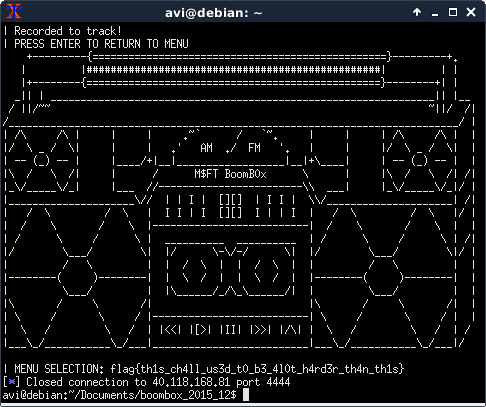 avi@debian: ~
| Recorded to track!
| PRESS ENTER TO RETURN TO MENU
AM ./ FM
M$FT BoomB0x
|<<| |[>| |III| |>>| |/\|
| MENU SELECTION: flag{th1s_ch4ll_us3d_t0_b3_4l0t_h4rd3r_th4n_th1s}
[*] Closed connection to 40.118.168.81 port 4444
avi@debian:~/Documents/boombox_2015_12$